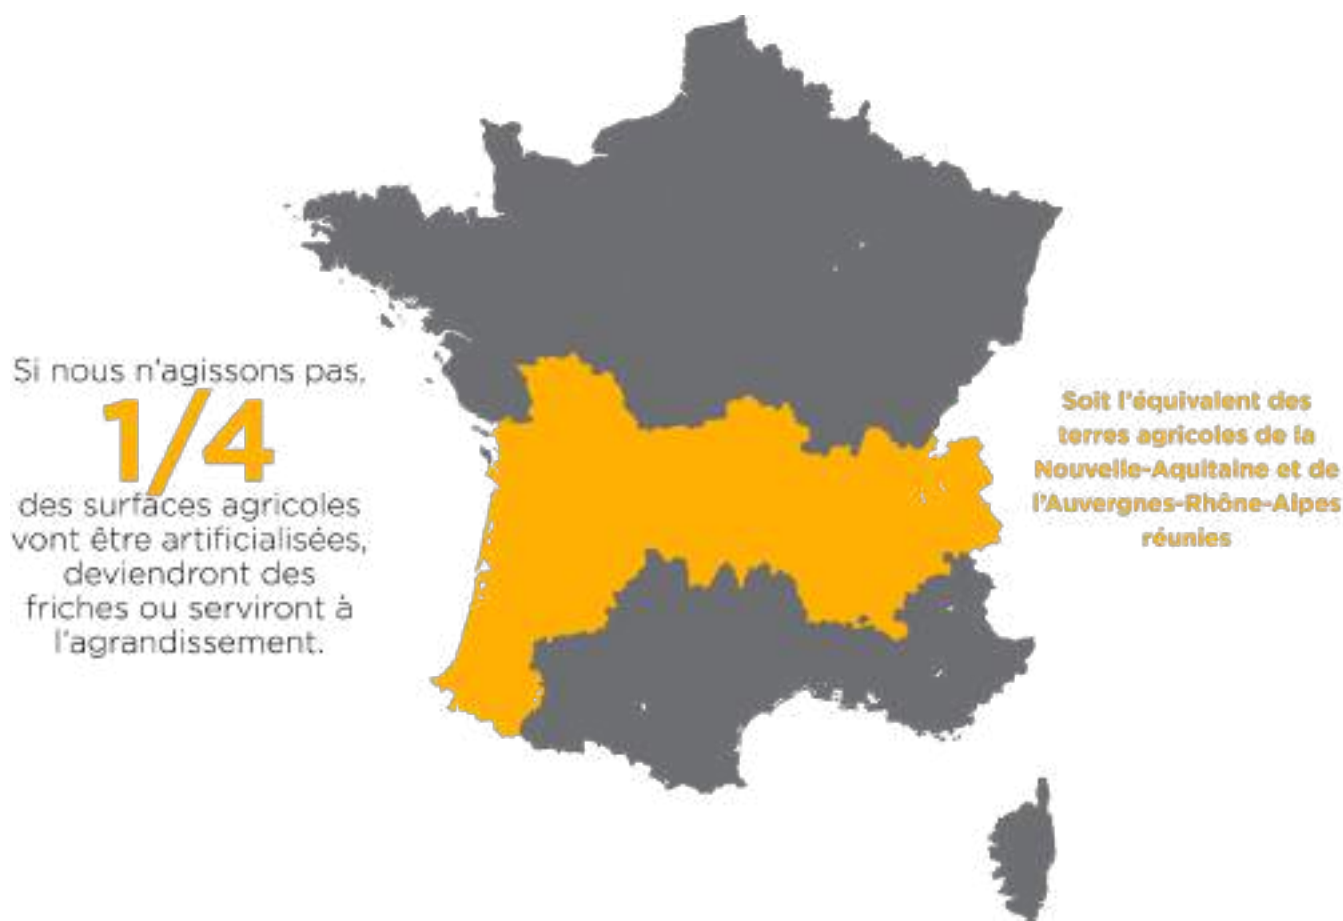 Si nous n'agissons pas,
1/4
des surfaces agricoles
vont être artificialisées,
deviendront des
friches ou serviront à
l'agrandissement.
Soit l'équivalent des
terres agricoles de la
Nouvelle-Aquitaine et de
l'Auvergnes-Rhône-Alpes
réunies